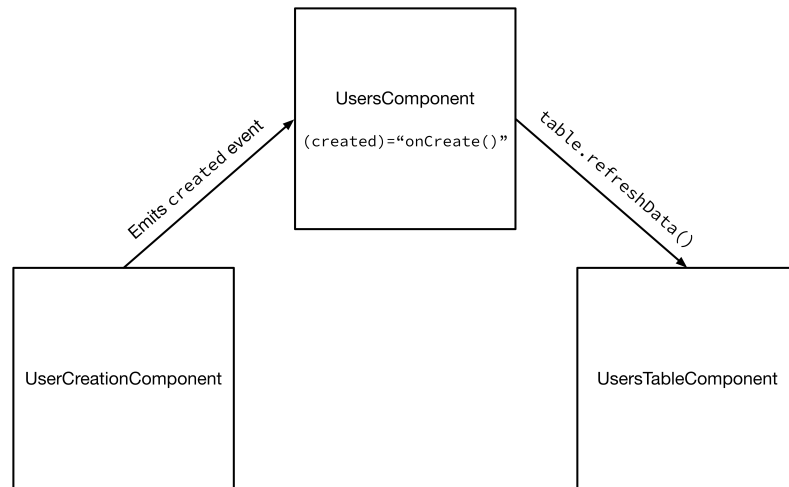 UsersComponent
(created)=“onCreate()”
Emits created event
table.refreshData()
UserCreationComponent
UsersTableComponent